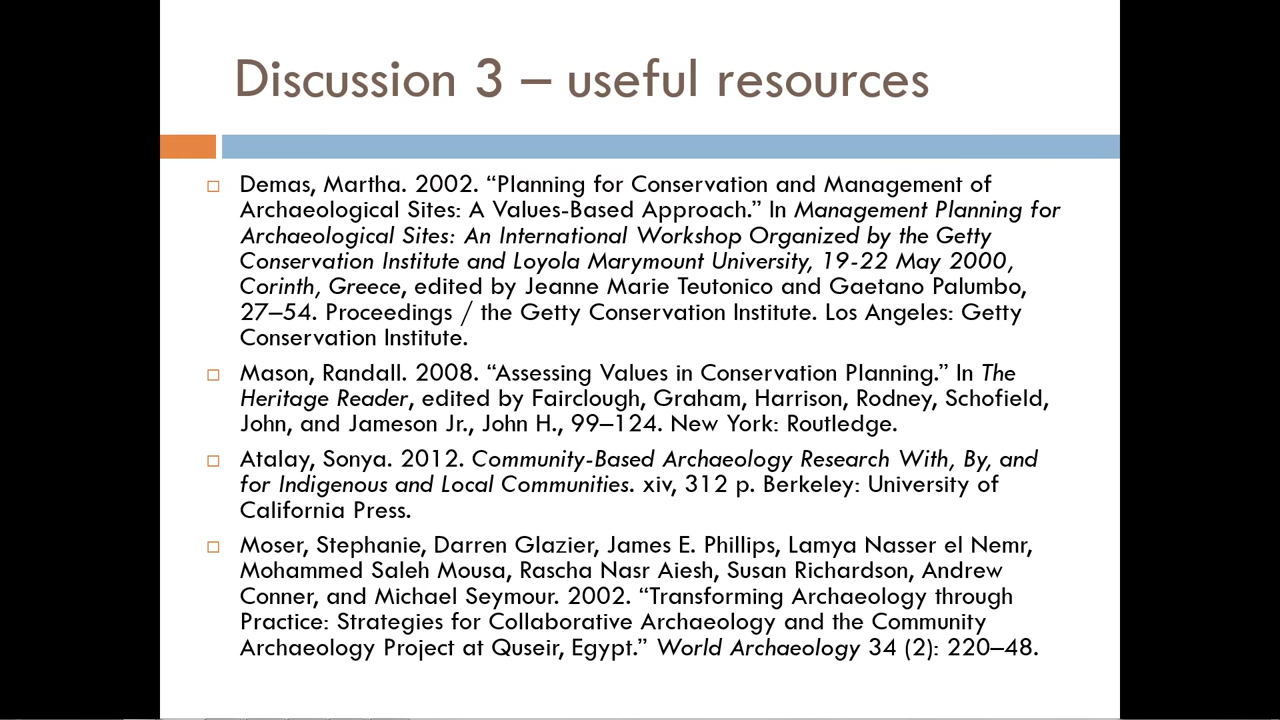 Discussion 3 – useful resources
Demas, Martha. 2002. “Planning for Conservation and Management of
Archaeological Sites: A Values-Based Approach.” In Management Planning for
Archaeological Sites: An International Workshop Organized by the Getty
Conservation Institute and Loyola Marymount University, 19-22 May 2000,
Corinth, Greece, edited by Jeanne Marie Teutonico and Gaetano Palumbo,
27–54. Proceedings / the Getty Conservation Institute. Los Angeles: Getty
Conservation Institute.
Mason, Randall. 2008. “Assessing Values in Conservation Planning.” In The
Heritage Reader, edited by Fairclough, Graham, Harrison, Rodney, Schofield,
John, and Jameson Jr., John H., 99–124. New York: Routledge.
Atalay, Sonya. 2012. Community-Based Archaeology Research With, By, and
for Indigenous and Local Communities. xiv, 312 p. Berkeley: University of
California Press.
Moser, Stephanie, Darren Glazier, James E. Phillips, Lamya Nasser el Nemr,
Mohammed Saleh Mousa, Rascha Nasr Aiesh, Susan Richardson, Andrew
Conner, and Michael Seymour. 2002. “Transforming Archaeology through
Practice: Strategies for Collaborative Archaeology and the Community
Archaeology Project at Quseir, Egypt.” World Archaeology 34 (2): 220–48.